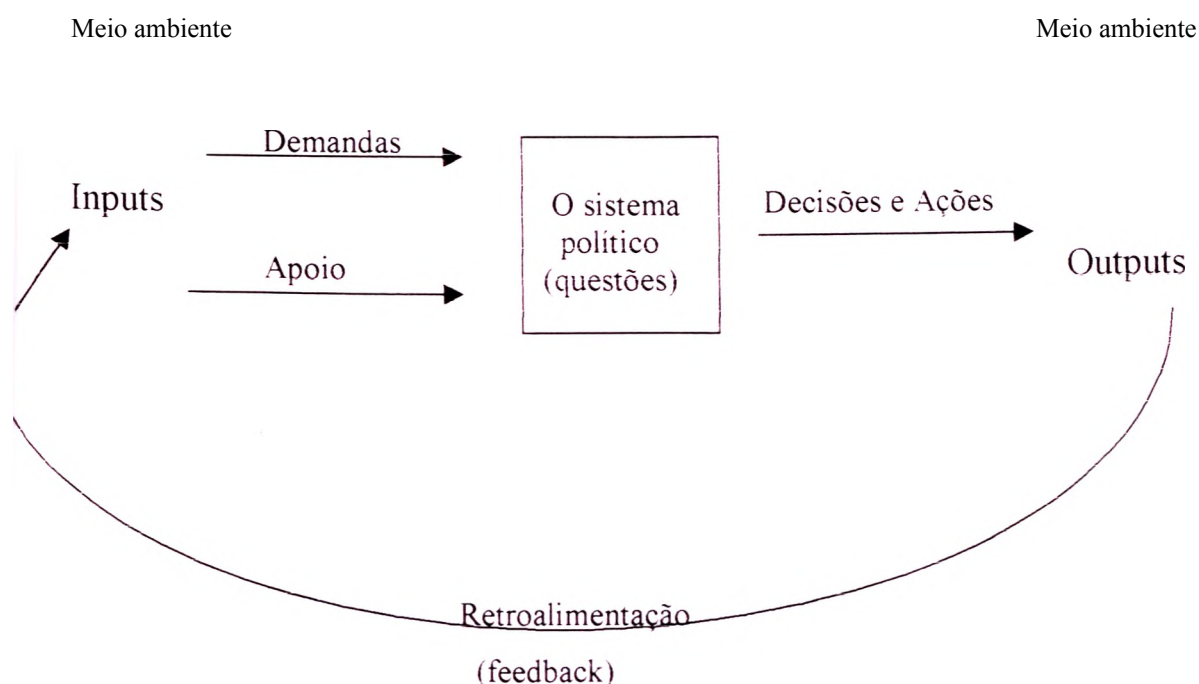 Meio ambiente
Meio ambiente
Demandas
Inputs
Apoio
O sistema
político
(questões)
Decisões e Ações
Outputs
Retroalimentação
(feedback)